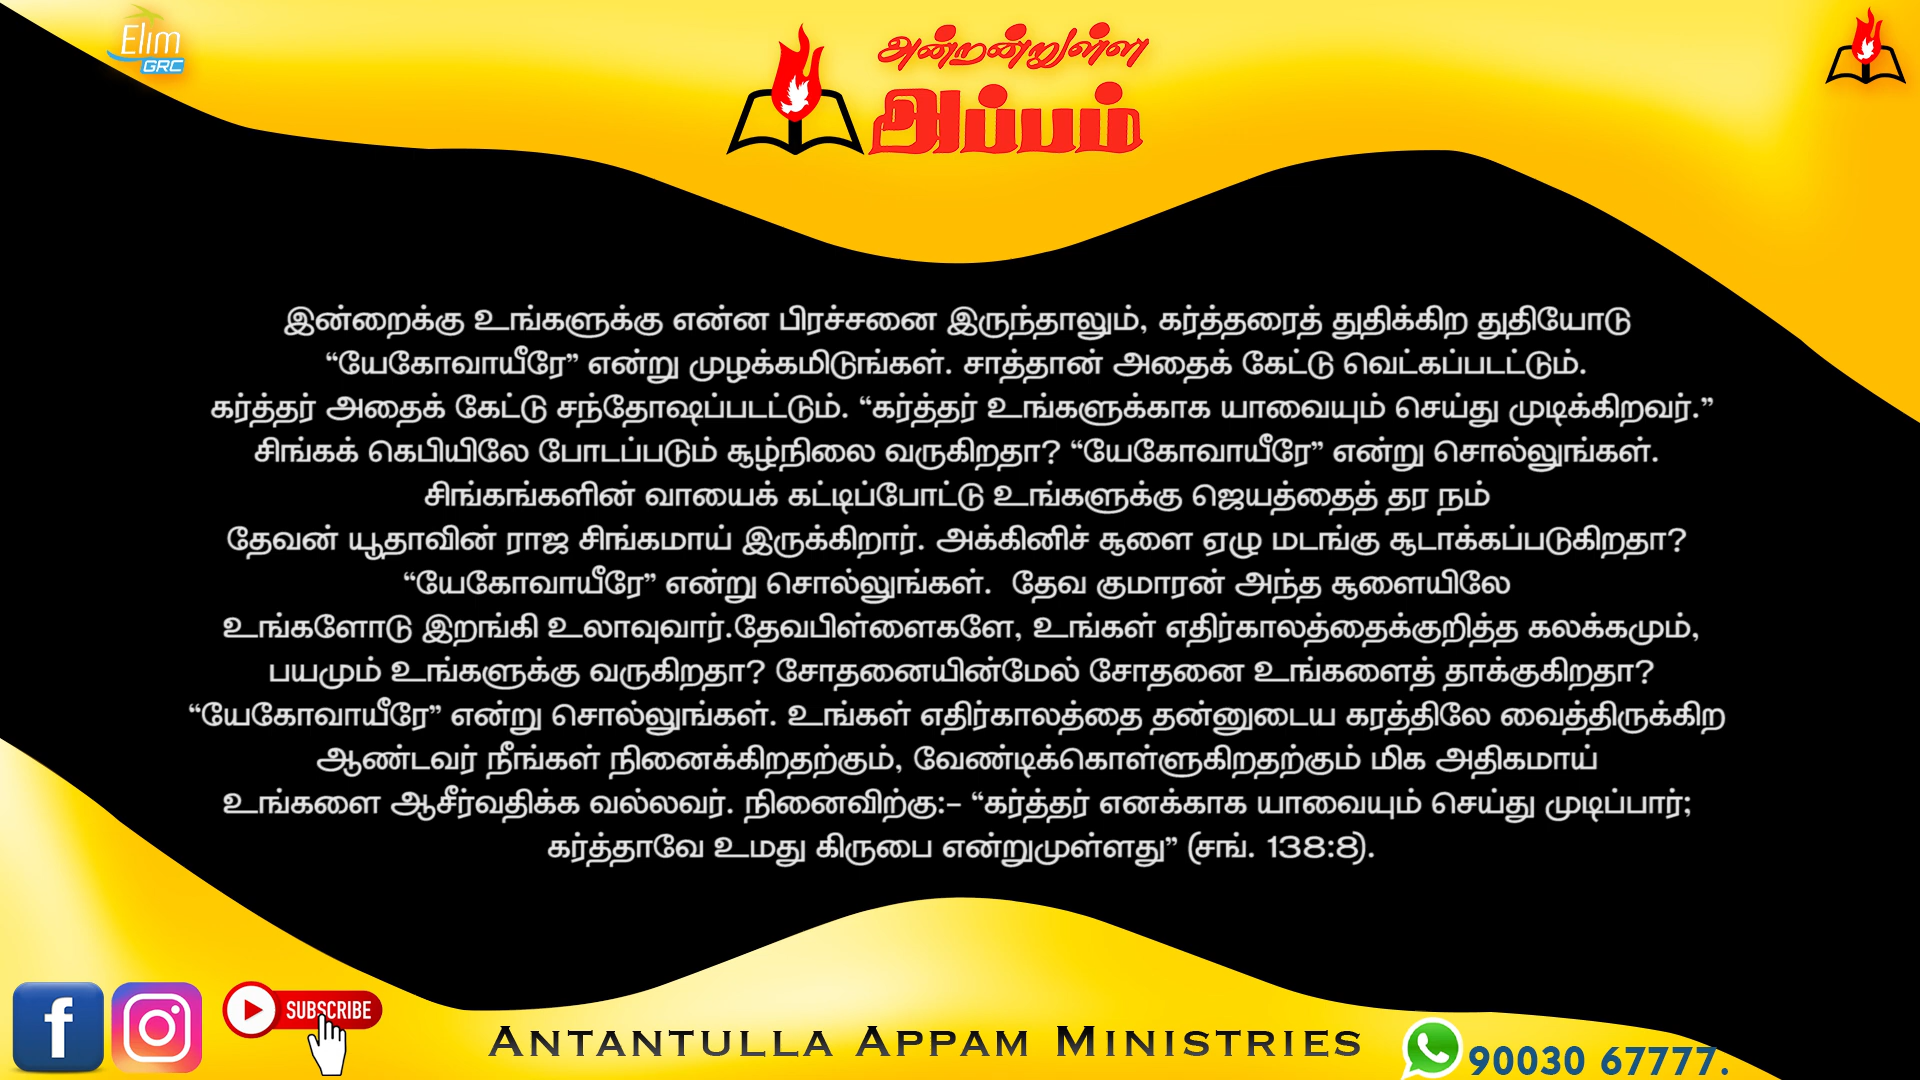 Elim
GRC
அன்றன்றுள்ள
அப்பம்
இன்றைக்கு உங்களுக்கு என்ன பிரச்சனை இருந்தாலும், கர்த்தரைத் துதிக்கிற துதியோடு
“யேகோவாயீரே” என்று முழக்கமிடுங்கள். சாத்தான் அதைக் கேட்டு வெட்கப்படட்டும்.
கர்த்தர் அதைக் கேட்டு சந்தோஷப்படட்டும். “கர்த்தர் உங்களுக்காக யாவையும் செய்து முடிக்கிறவர்.”
சிங்கக் கெபியிலே போடப்படும் சூழ்நிலை வருகிறதா? “யேகோவாயீரே” என்று சொல்லுங்கள்.
சிங்கங்களின் வாயைக் கட்டிப்போட்டு உங்களுக்கு ஜெயத்தைத் தர நம்
தேவன் யூதாவின் ராஜ சிங்கமாய் இருக்கிறார். அக்கினிச் சூளை ஏழு மடங்கு சூடாக்கப்படுகிறதா?
“யேகோவாயீரே” என்று சொல்லுங்கள்.  தேவ குமாரன் அந்த சூளையிலே
உங்களோடு இறங்கி உலாவுவார்.தேவபிள்ளைகளே, உங்கள் எதிர்காலத்தைக்குறித்த கலக்கமும்,
பயமும் உங்களுக்கு வருகிறதா? சோதனையின்மேல் சோதனை உங்களைத் தாக்குகிறதா?
“யேகோவாயீரே” என்று சொல்லுங்கள். உங்கள் எதிர்காலத்தை தன்னுடைய கரத்திலே வைத்திருக்கிற
ஆண்டவர் நீங்கள் நினைக்கிறதற்கும், வேண்டிக்கொள்ளுகிறதற்கும் மிக அதிகமாய்
உங்களை ஆசீர்வதிக்க வல்லவர். நினைவிற்கு:– “கர்த்தர் எனக்காக யாவையும் செய்து முடிப்பார்;
கர்த்தாவே உமது கிருபை என்றுமுள்ளது” (சங். 138:8).
SUBSCRIBE
ANTANTULLA APPAM MINISTRIES
90030 67777.